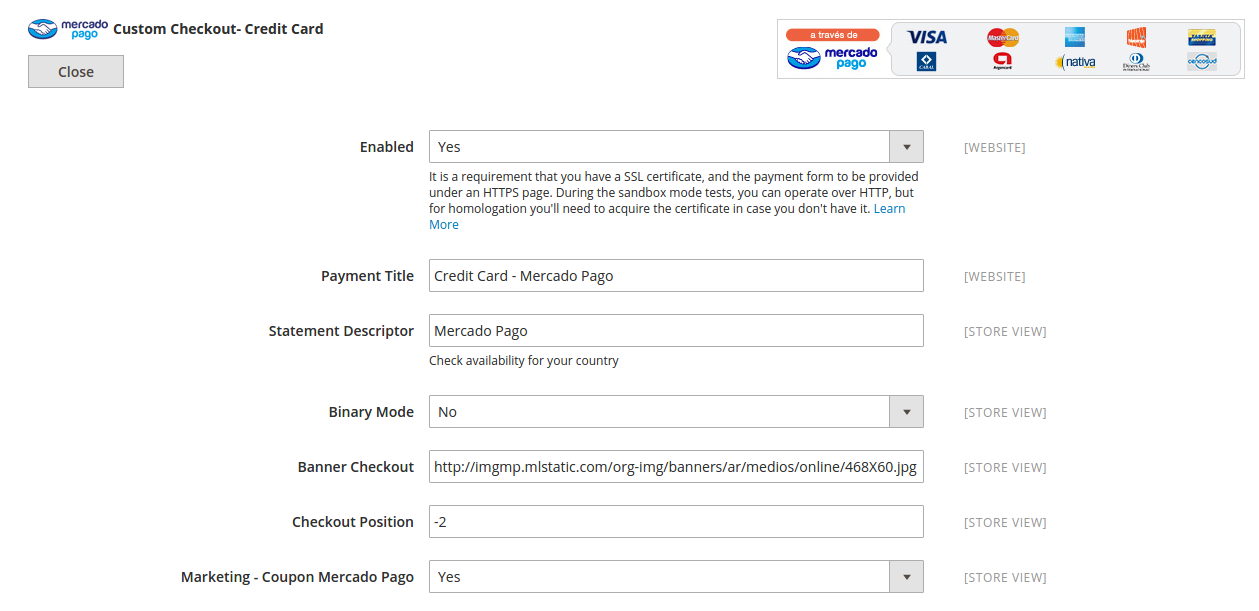 mercado pago Custom Checkout- Credit Card
Close
a través de
mercado pago
VISA MasterCard
CABAL Argencard nativa Diners Club INTERNATIONAL cencosud
Enabled Yes [WEBSITE]
It is a requirement that you have a SSL certificate, and the payment form to be provided
under an HTTPS page. During the sandbox mode tests, you can operate over HTTP, but
for homologation you'll need to acquire the certificate in case you don't have it. Learn
More
Payment Title Credit Card - Mercado Pago [WEBSITE]
Statement Descriptor Mercado Pago [STORE VIEW]
Check availability for your country
Binary Mode No [STORE VIEW]
Banner Checkout http://imgmp.mlstatic.com/org-img/banners/ar/medios/online/468X60.jpg [STORE VIEW]
Checkout Position -2 [STORE VIEW]
Marketing - Coupon Mercado Pago Yes [STORE VIEW]